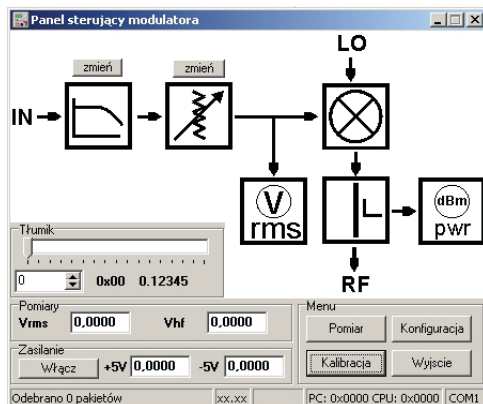 Panel sterujący modulatora
LO
zmień
zmień
IN
V
rms
dBm
pwr
RF
Tłumik
0
0x00
0.12345
Pomiary
Vrms 0,0000 Vhf 0,0000
Zasilanie
Włącz +5V 0,0000 -5V 0,0000
Menu
Pomiar Konfiguracja
Kalibracja Wyjscie
Odebrano 0 pakietów xx.xx PC: 0x0000 CPU: 0x0000 COM1